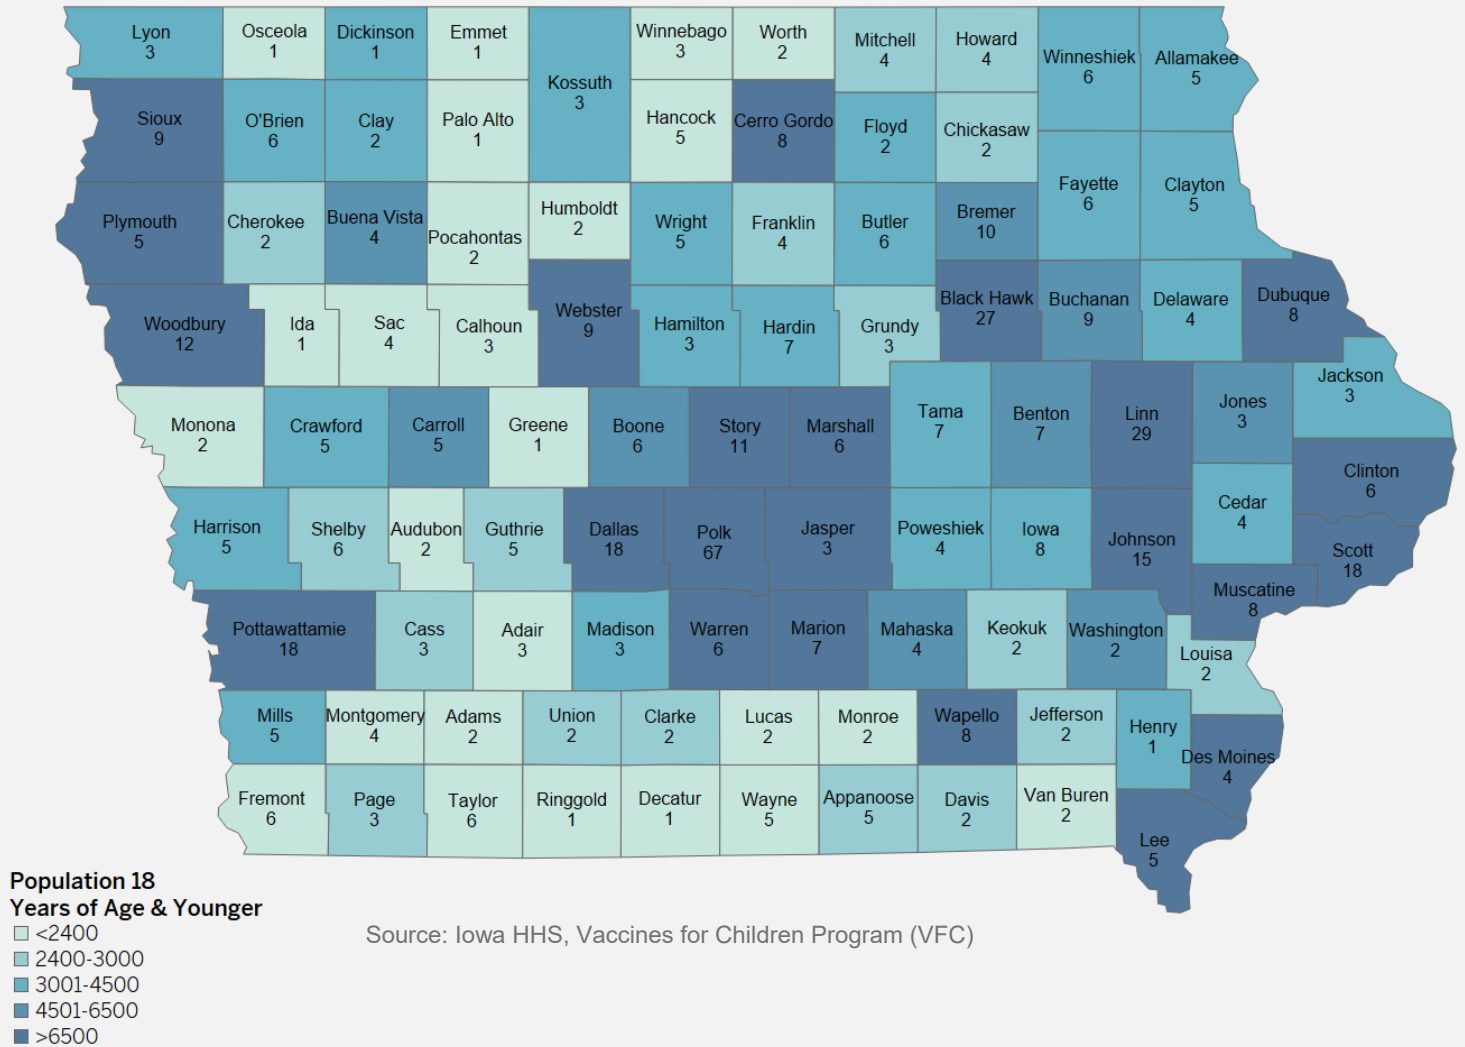 Lyon
3
Osceola
1
Dickinson
1
Emmet
1
Kossuth
3
Winnebago
3
Worth
2
Mitchell
4
Howard
4
Winneshiek
6
Allamakee
5
Sioux
9
O'Brien
6
Clay
2
Palo Alto
1
Hancock
5
Cerro Gordo
8
Floyd
2
Chickasaw
2
Fayette
6
Clayton
5
Plymouth
5
Cherokee
2
Buena Vista
4
Pocahontas
2
Humboldt
2
Wright
5
Franklin
4
Butler
6
Bremer
10
Woodbury
12
Ida
1
Sac
4
Calhoun
3
Webster
9
Hamilton
3
Hardin
7
Grundy
3
Black Hawk
27
Buchanan
9
Delaware
4
Dubuque
8
Monona
2
Crawford
5
Carroll
5
Greene
1
Boone
6
Story
11
Marshall
6
Tama
7
Benton
7
Linn
29
Jones
3
Jackson
3
Clinton
6
Harrison
5
Shelby
6
Audubon
2
Guthrie
5
Dallas
18
Polk
67
Jasper
3
Poweshiek
4
Iowa
8
Johnson
15
Cedar
4
Scott
18
Muscatine
8
Pottawattamie
18
Cass
3
Adair
3
Madison
3
Warren
6
Marion
7
Mahaska
4
Keokuk
2
Washington
2
Louisa
2
Mills
5
Montgomery
4
Adams
2
Union
2
Clarke
2
Lucas
2
Monroe
2
Wapello
8
Jefferson
2
Henry
1
Des Moines
4
Fremont
6
Page
3
Taylor
6
Ringgold
1
Decatur
1
Wayne
5
Appanoose
5
Davis
2
Van Buren
2
Lee
5
Population 18
Years of Age & Younger
<2400
2400-3000
3001-4500
4501-6500
>6500
Source: Iowa HHS, Vaccines for Children Program (VFC)